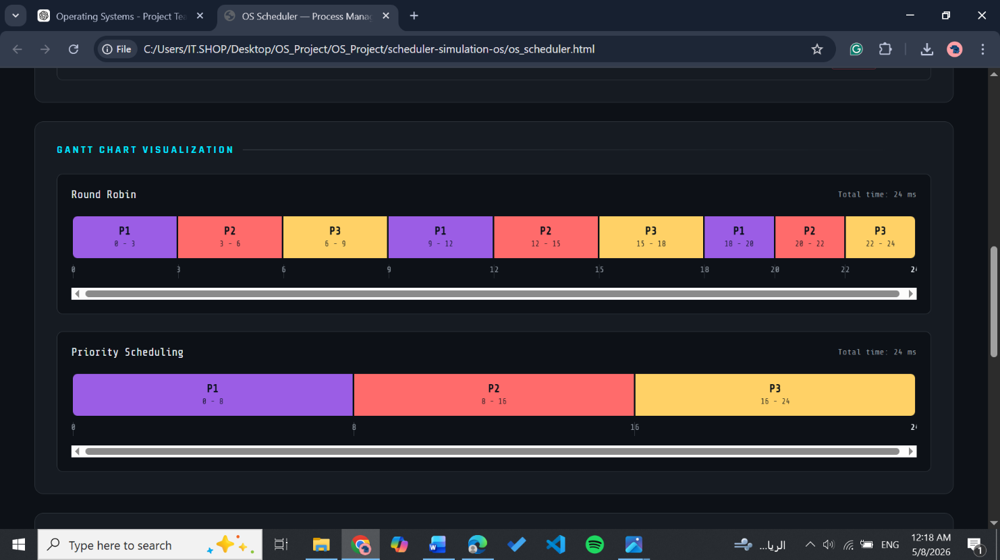 Operating Systems - Project Tea
OS Scheduler — Process Manag
File
C:/Users/IT.SHOP/Desktop/OS_Project/OS_Project/scheduler-simulation-os/os_scheduler.html
GANTT CHART VISUALIZATION
Round Robin
Total time: 24 ms
P1 P2 P3 P1 P2 P3 P1 P2 P3
0 - 3 3 - 6 6 - 9 9 - 12 12 - 15 15 - 18 18 - 20 20 - 22 22 - 24
0 3 6 9 12 15 18 20 22 2
Priority Scheduling
Total time: 24 ms
P1 P2 P3
0 - 8 8 - 16 16 - 24
0 8 16 2
Type here to search
الريا...
ENG
12:18 AM
5/8/2026
1